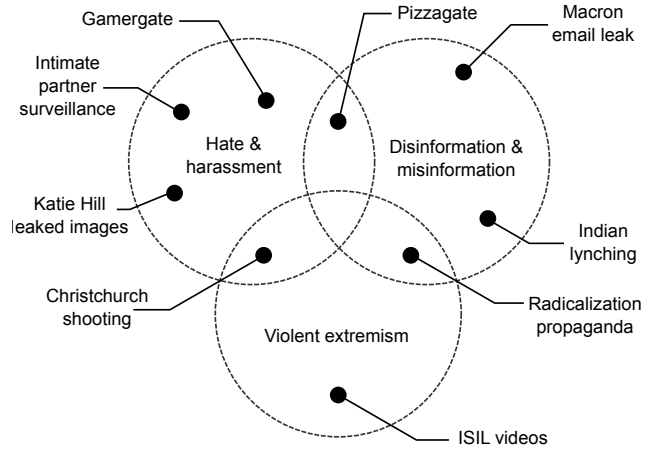 Gamergate
Pizzagate
Macron
email leak
Intimate
partner
surveillance
Hate &
harassment
Disinformation &
misinformation
Katie Hill
leaked images
Indian
lynching
Christchurch
shooting
Radicalization
propaganda
Violent extremism
ISIL videos